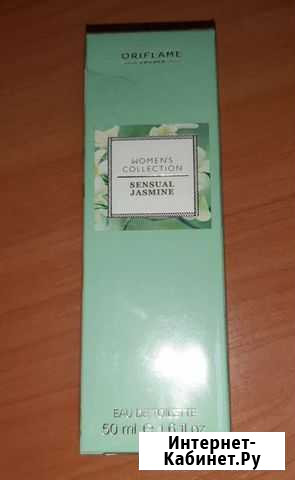 ORIFLAME
SWEDEN
WOMEN'S
COLLECTION
SENSUAL
JASMINE
EAU DE TOILETTE
50 ml ℮ 1.6 fl.oz
Интернет-
Кабинет.Ру